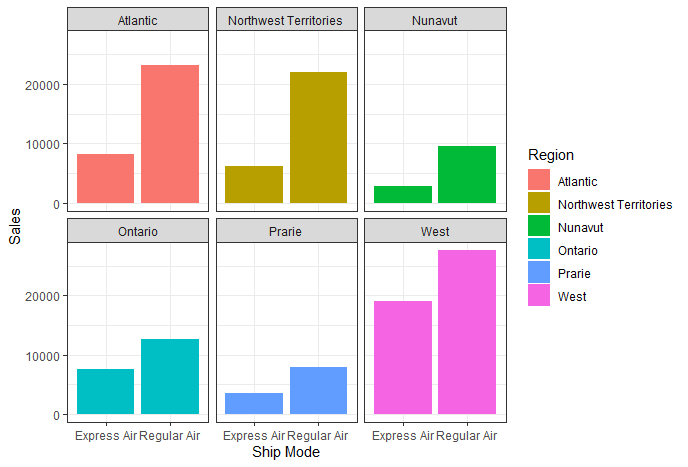 Atlantic Northwest Territories Nunavut
20000
10000
0
Ontario Prarie West
20000
10000
0
Express Air Regular Air Express Air Regular Air Express Air Regular Air
Ship Mode
Sales
Region
Atlantic
Northwest Territories
Nunavut
Ontario
Prarie
West